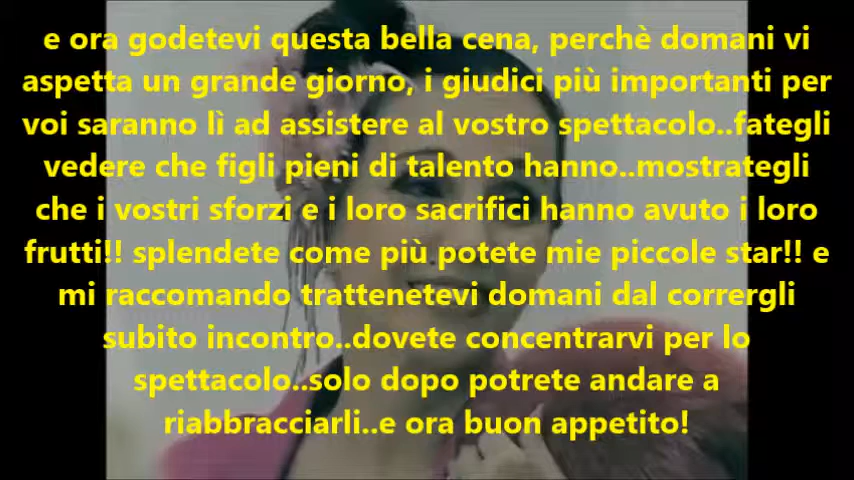 e ora godetevi questa bella cena, perchè domani vi
aspetta un grande giorno, i giudici più importanti per
voi saranno lì ad assistere al vostro spettacolo..fategli
vedere che figli pieni di talento hanno..mostrategli
che i vostri sforzi e i loro sacrifici hanno avuto i loro
frutti!! splendete come più potete mie piccole star!! e
mi raccomando trattenetevi domani dal corrergli
subito incontro..dovete concentrarvi per lo
spettacolo..solo dopo potrete andare a
riabbracciarli..e ora buon appetito!